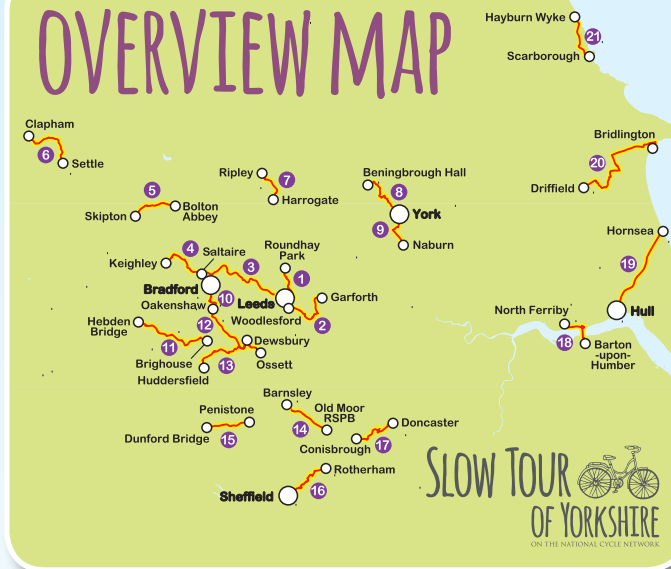 OVERVIEW MAP
Hayburn Wyke
21
Scarborough
Clapham
6
Settle
Bridlington
20
Driffield
Ripley
7
Harrogate
Beningbrough Hall
8
York
9
Naburn
5
Bolton
Abbey
Skipton
Hornsea
19
Hull
Roundhay
Park
4
Saltaire
3
Keighley
1
Bradford
10
Leeds
Garforth
Oakenshaw
Woodlesford
2
North Ferriby
18
Barton
-upon-
Humber
Hebden
Bridge
12
11
Dewsbury
Brighouse
13
Ossett
Huddersfield
Barnsley
Old Moor
RSPB
14
Penistone
Dunford Bridge
15
Doncaster
Conisbrough
17
Rotherham
16
Sheffield
SLOW TOUR
OF YORKSHIRE
ON THE NATIONAL CYCLE NETWORK